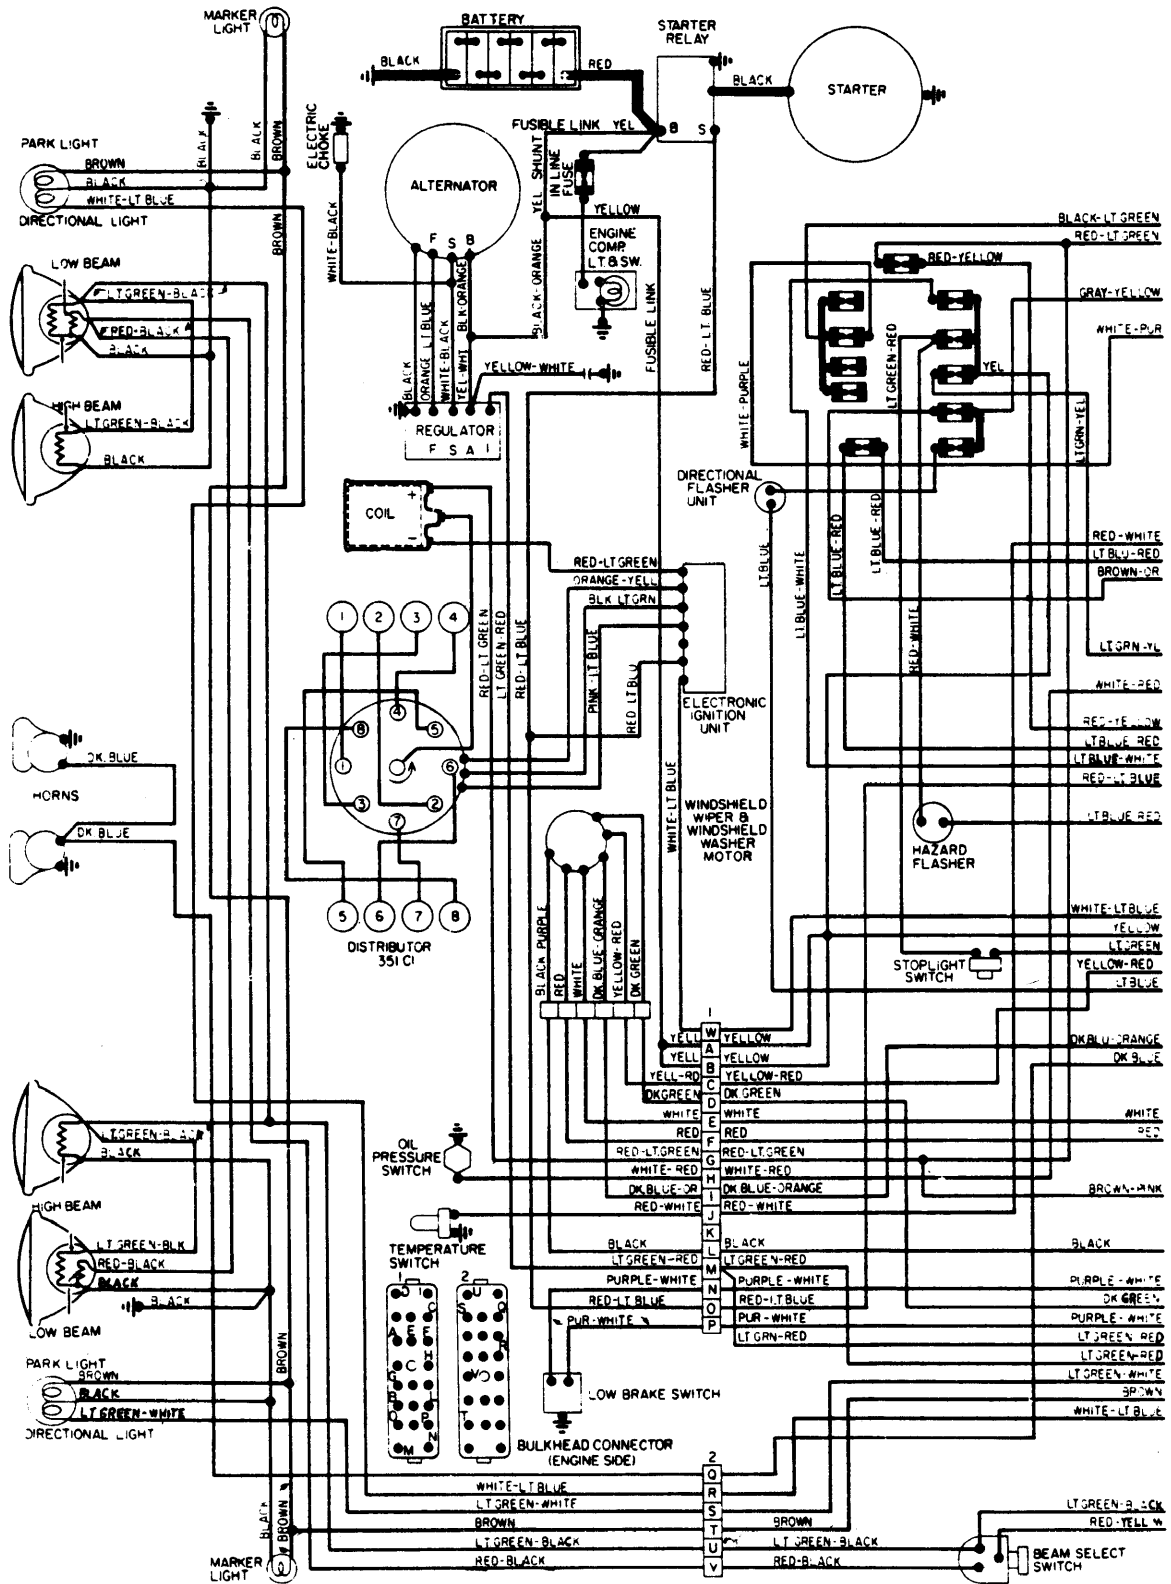 MARKER LIGHT
BATTERY
BLACK
RED
STARTER RELAY
BLACK
STARTER
BLACK
BLACK
BROWN
ELECTRIC CHOKE
FUSIBLE LINK YEL
B
S
PARK LIGHT
BROWN
BLACK
WHITE-LT BLUE
DIRECTIONAL LIGHT
ALTERNATOR
F
S
B
YEL SHUNT
IN LINE FUSE
YELLOW
ENGINE COMP. LT.& SW.
WHITE-BLACK
BROWN
BLACK-ORANGE
FUSIBLE LINK
RED-LT BLUE
BLACK-LT GREEN
RED-LT GREEN
RED-YELLOW
GRAY-YELLOW
WHITE-PUR
LOW BEAM
LT GREEN-BLACK
RED-BLACK
BLACK
BLACK
ORANGE LT BLUE
WHITE-BLACK
YEL-WHT
BLK ORANGE
YELLOW-WHITE
REGULATOR
F S A I
WHITE-PURPLE
LT GREEN-RED
YEL
LTGRN-YEL
HIGH BEAM
LT GREEN-BLACK
BLACK
COIL
+
-
DIRECTIONAL FLASHER UNIT
LT.BLUE
LT BLUE-WHITE
LT BLUE-RED
LT BLUE-RED
RED-WHITE
RED-WHITE
LT BLU-RED
BROWN-OR
RED-LT GREEN
ORANGE-YELL
BLK LT GRN
1
2
3
4
RED-LT GREEN
LT GREEN-RED
RED-LT BLUE
PINK-LT BLUE
RED LT BLU
ELECTRONIC IGNITION UNIT
LT GRN-YL
WHITE-RED
RED-YELLOW
LT BLUE RED
LT BLUE-WHITE
RED-LT BLUE
LT BLUE RED
8
4
5
1
A
6
3
7
2
5
6
7
8
DISTRIBUTOR
351 CI
HORNS
DK. BLUE
DK BLUE
WHITE-LT BLUE
WINDSHIELD WIPER & WINDSHIELD WASHER MOTOR
HAZARD FLASHER
BLACK PURPLE
RED
WHITE
DK BLUE-ORANGE
YELLOW-RED
DK GREEN
STOPLIGHT SWITCH
WHITE-LT BLUE
YELLOW
LT GREEN
YELLOW-RED
LT BLUE
1
W
YELL A YELLOW
YELL B YELLOW
YELL-RD C YELLOW-RED
DKGREEN D DK GREEN
WHITE E WHITE
RED F RED
RED-LT.GREEN G RED-LT GREEN
WHITE-RED H WHITE-RED
DK.BLUE-OR I DK BLUE-ORANGE
RED-WHITE J RED-WHITE
K
BLACK L BLACK
LT GREEN-RED M LT GREEN-RED
PURPLE-WHITE N PURPLE-WHITE
RED-LT BLUE O RED-LT BLUE
PUR-WHITE P PUR-WHITE
LT GRN-RED
DK BLU-ORANGE
DK BLUE
WHITE
RED
BROWN-PINK
BLACK
PURPLE-WHITE
DK GREEN
PURPLE-WHITE
LT GREEN RED
LT GREEN-RED
LT GREEN-WHITE
BROWN
WHITE-LT BLUE
LT GREEN-BLACK
BLACK
HIGH BEAM
LT GREEN-BLK
RED-BLACK
BLACK
BLACK
LOW BEAM
OIL PRESSURE SWITCH
TEMPERATURE SWITCH
1
2
LOW BRAKE SWITCH
BULKHEAD CONNECTOR
(ENGINE SIDE)
PARK LIGHT
BROWN
BLACK
LT GREEN-WHITE
DIRECTIONAL LIGHT
BROWN
BLACK
BROWN
MARKER LIGHT
2
Q
WHITE-LT BLUE R
LT GREEN-WHITE S
BROWN T BROWN
LT GREEN-BLACK U LT GREEN-BLACK
RED-BLACK V RED-BLACK
LT GREEN-BLACK
BEAM SELECT SWITCH